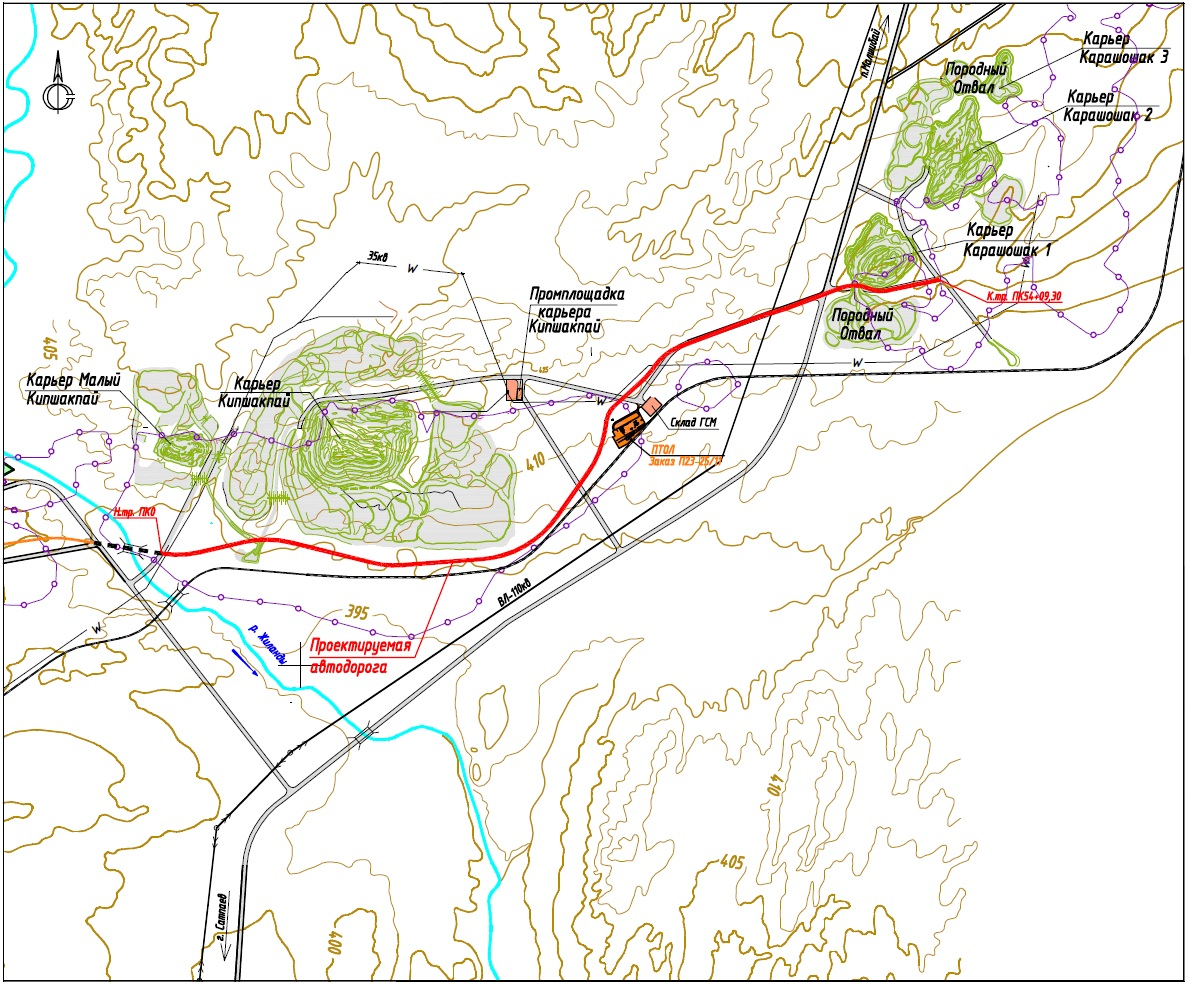 Карьер
Карашошак 3
Породный
Отвал
Карьер
Карашошак 2
п.Малшибай
Карьер
Карашошак 1
35кв
W
W
К.тр. ПК54+09,30
Промплощадка
карьера
Кипшакпай
Породный
Отвал
405
Карьер Малый
Кипшакпай
Карьер
Кипшакпай
W
W
Склад ГСМ
ПТОЛ
Заказ П23-25/11
410
Н.тр. ПК0
ВЛ-110кв
395
W
р. Жиланды
Проектируемая
автодорога
410
405
400
г. Сатпаев